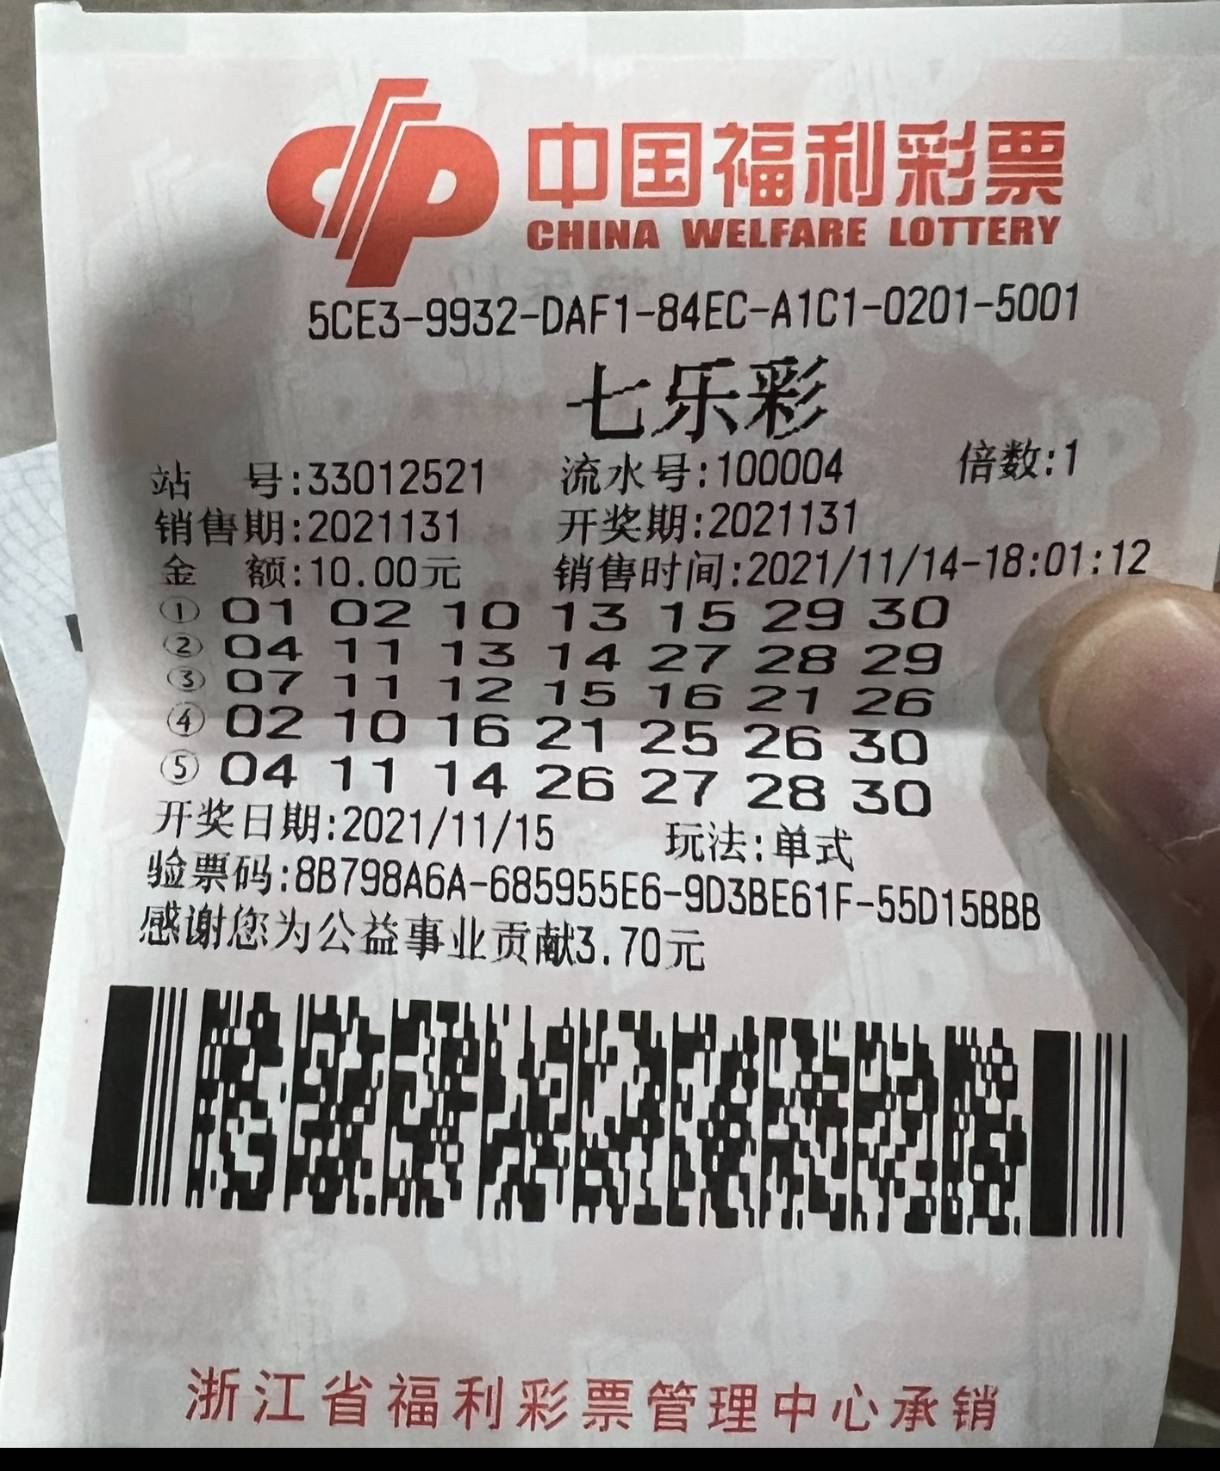 中国福利彩票
CHINA WELFARE LOTTERY
5CE3-9932-DAF1-84EC-A1C1-0201-5001
七乐彩
站 号:33012521 流水号:100004 倍数:1
销售期:2021131 开奖期:2021131
金 额:10.00元 销售时间:2021/11/14-18:01:12
① 01 02 10 13 15 29 30
② 04 11 13 14 27 28 29
③ 07 11 12 15 16 21 26
④ 02 10 16 21 25 26 30
⑤ 04 11 14 26 27 28 30
开奖日期:2021/11/15 玩法:单式
验票码:8B798A6A-685955E6-9D3BE61F-55D15BBB
感谢您为公益事业贡献3.70元
浙江省福利彩票管理中心承销